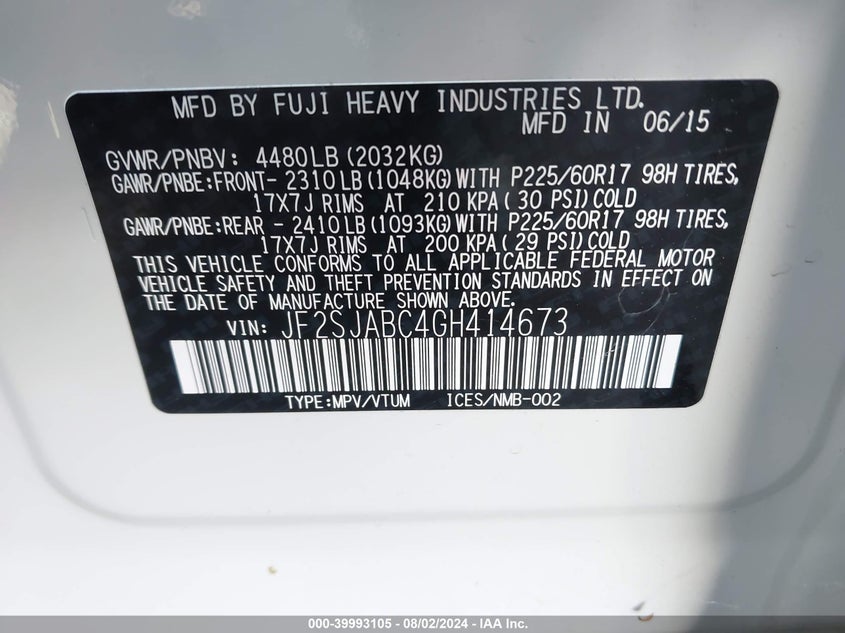 MFD BY FUJI HEAVY INDUSTRIES LTD.
MFD IN 06/15
GVWR/PNBV: 4480LB (2032KG)
GAWR/PNBE:FRONT- 2310LB (1048KG) WITH P225/60R17 98H TIRES,
17X7J RIMS AT 210 KPA ( 30 PSI) COLD
GAWR/PNBE:REAR - 2410LB (1093KG) WITH P225/60R17 98H TIRES,
17X7J RIMS AT 200 KPA ( 29 PSI) COLD
THIS VEHICLE CONFORMS TO ALL APPLICABLE FEDERAL MOTOR
VEHICLE SAFETY AND THEFT PREVENTION STANDARDS IN EFFECT ON
THE DATE OF MANUFACTURE SHOWN ABOVE.
VIN: JF2SJABC4GH414673
TYPE:MPV/VTUM ICES/NMB-002
000-39993105 - 08/02/2024 - IAA Inc.